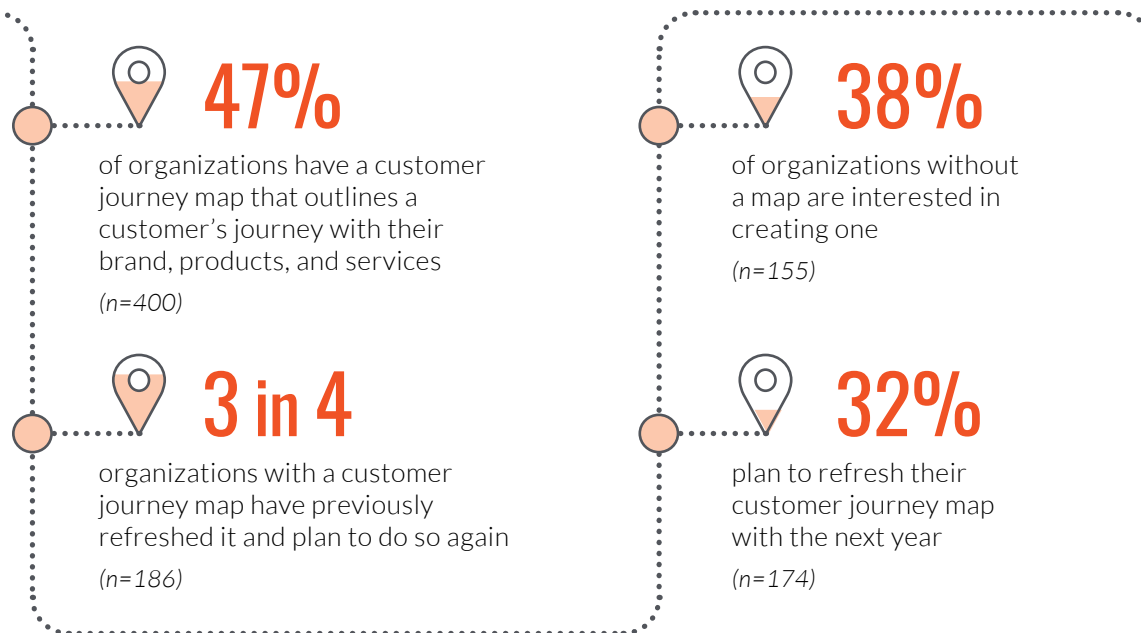 47%
of organizations have a customer
journey map that outlines a
customer’s journey with their
brand, products, and services
(n=400)
3 in 4
organizations with a customer
journey map have previously
refreshed it and plan to do so again
(n=186)
38%
of organizations without
a map are interested in
creating one
(n=155)
32%
plan to refresh their
customer journey map
with the next year
(n=174)